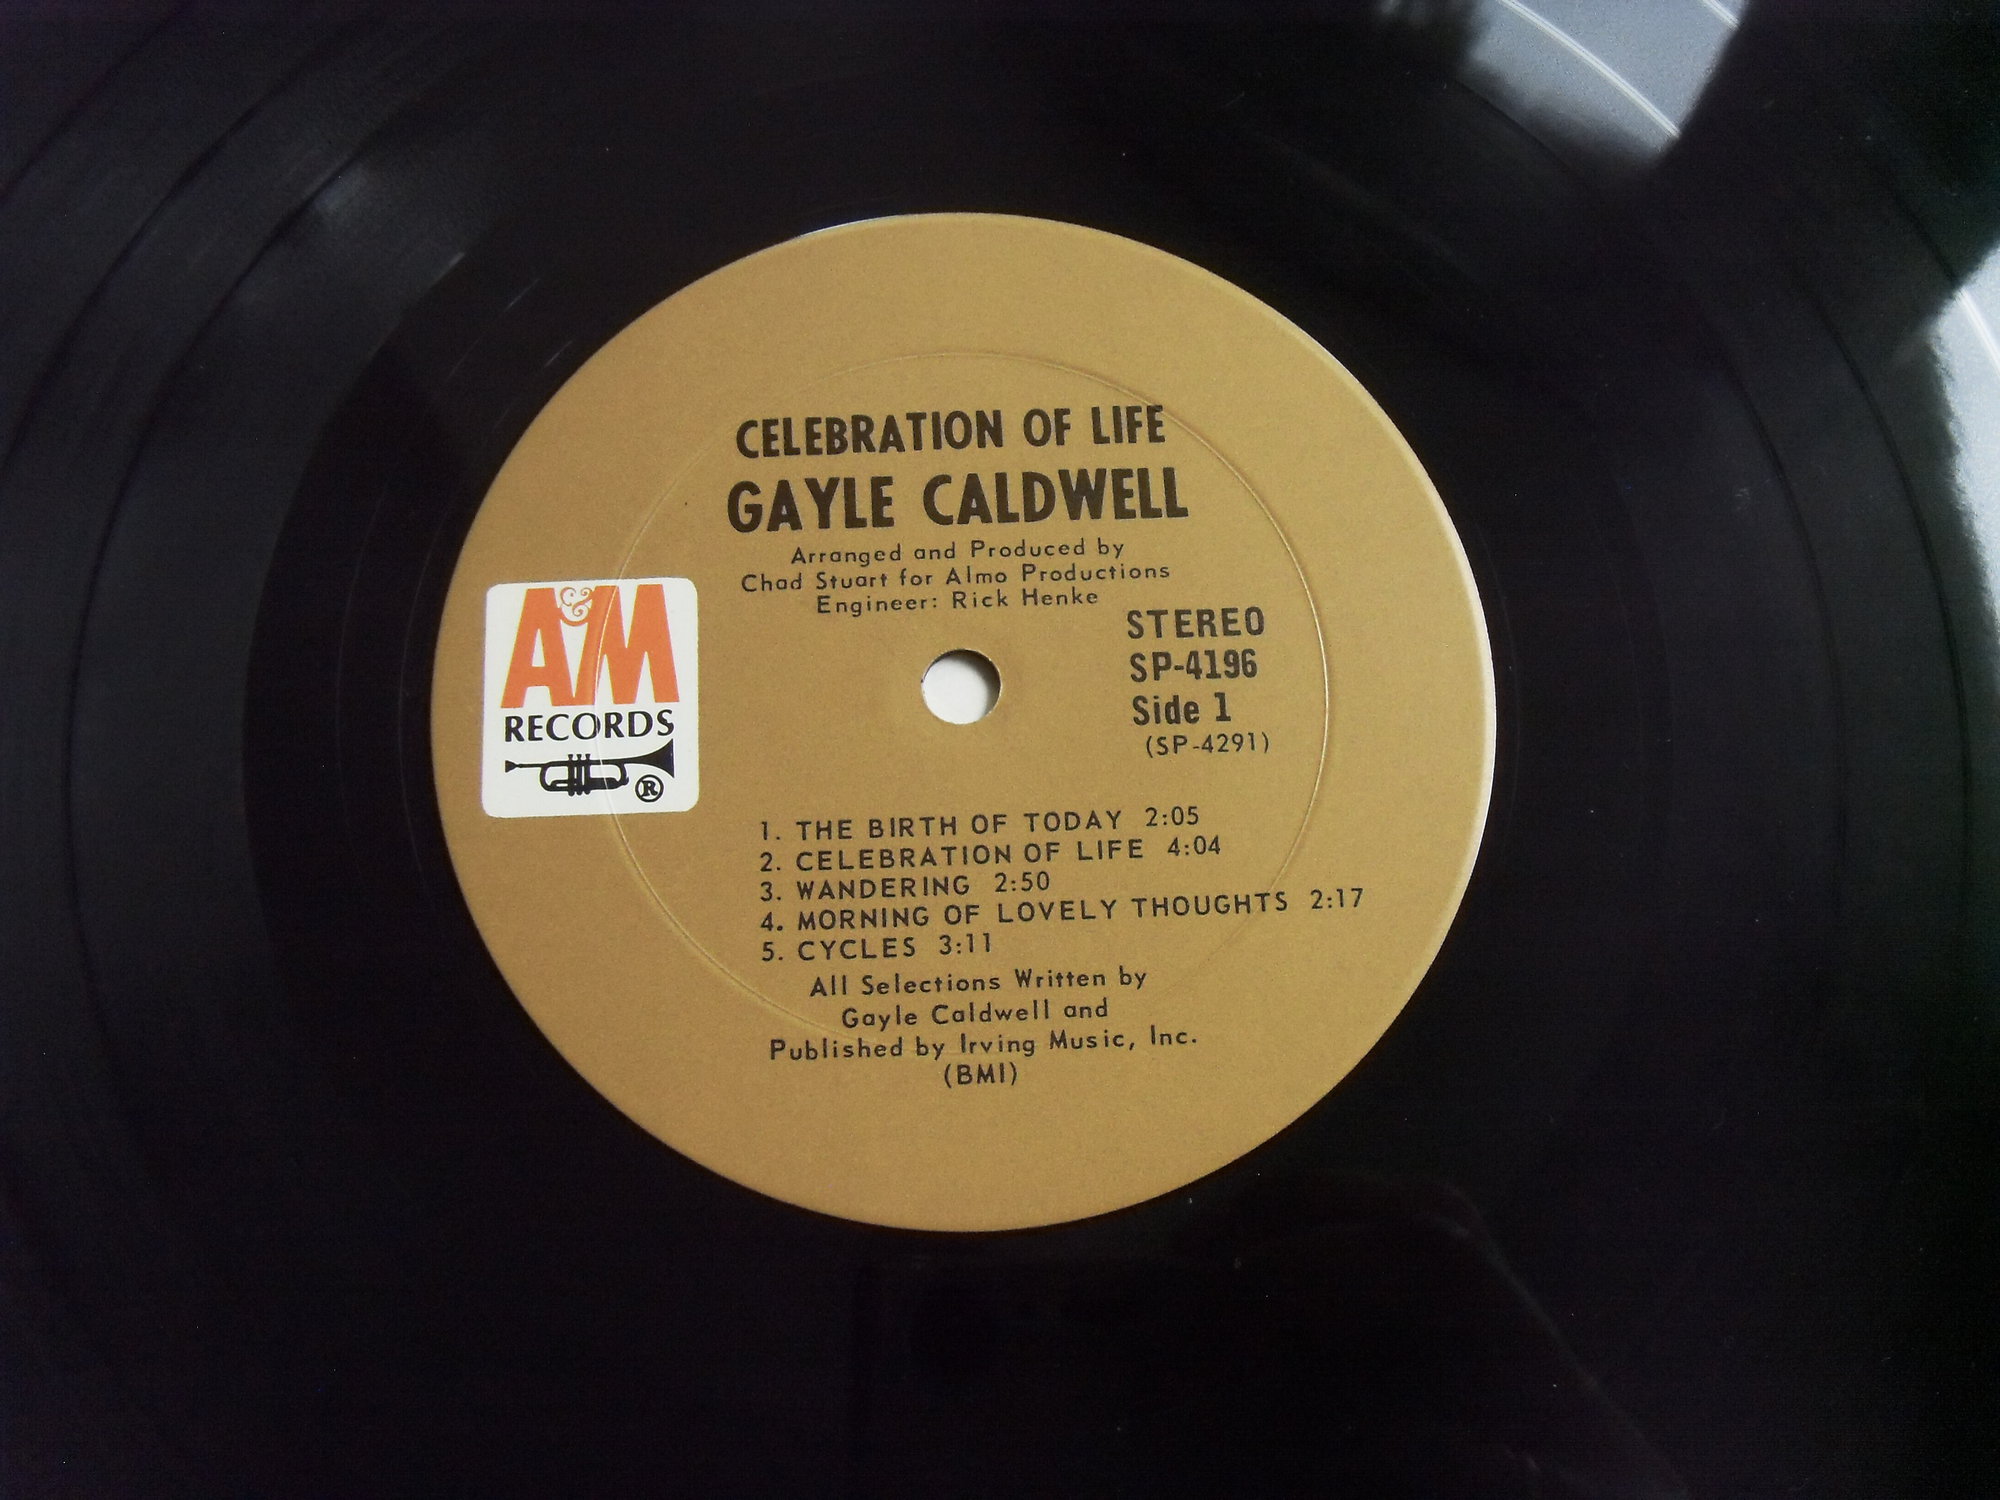 CELEBRATION OF LIFE
GAYLE CALDWELL
Arranged and Produced by
Chad Stuart for Almo Productions
Engineer: Rick Henke
A&M
RECORDS
®
STEREO
SP-4196
Side 1
(SP-4291)
1. THE BIRTH OF TODAY 2:05
2. CELEBRATION OF LIFE 4:04
3. WANDERING 2:50
4. MORNING OF LOVELY THOUGHTS 2:17
5. CYCLES 3:11
All Selections Written by
Gayle Caldwell and
Published by Irving Music, Inc.
(BMI)